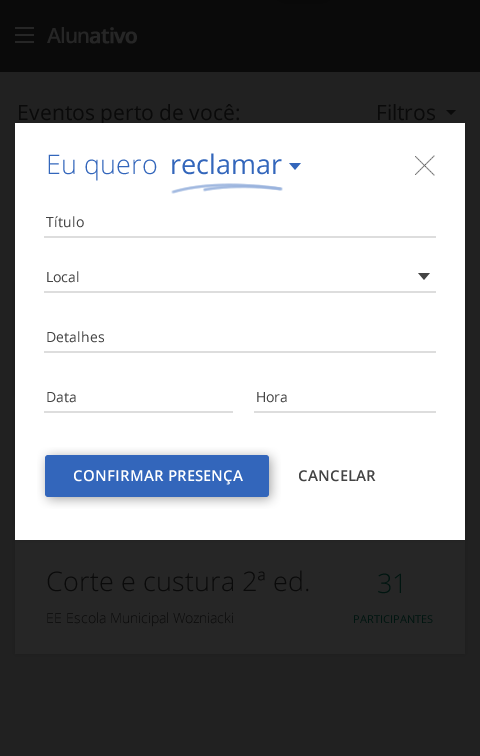 Alunativo
Eventos perto de você:
Filtros
Eu quero reclamar
Título
Local
Detalhes
Data
Hora
CONFIRMAR PRESENÇA
CANCELAR
Corte e custura 2ª ed.
31
EE Escola Municipal Wozniacki
PARTICIPANTES